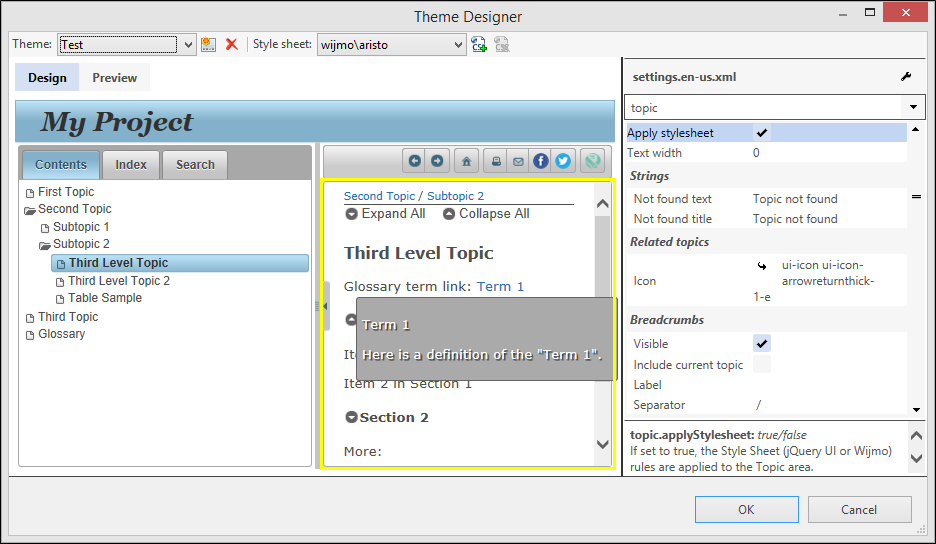 Theme Designer
Theme: Test Style sheet: wijmo\aristo
Design Preview
My Project
Contents Index Search
First Topic
Second Topic
Subtopic 1
Subtopic 2
Third Level Topic
Third Level Topic 2
Table Sample
Third Topic
Glossary
Second Topic / Subtopic 2
Expand All Collapse All
Third Level Topic
Glossary term link: Term 1
Term 1
Here is a definition of the "Term 1".
Item 2 in Section 1
Section 2
More:
settings.en-us.xml
topic
Apply stylesheet
Text width 0
Strings
Not found text Topic not found
Not found title Topic not found
Related topics
Icon ui-icon ui-icon-
arrowreturnthick-
1-e
Breadcrumbs
Visible
Include current topic
Label
Separator /
topic.applyStylesheet: true/false
If set to true, the Style Sheet (jQuery UI or Wijmo)
rules are applied to the Topic area.
OK Cancel